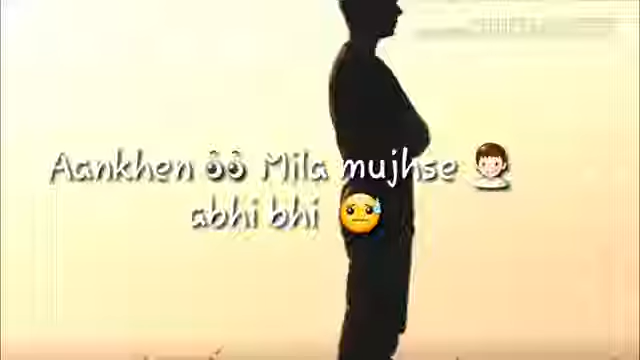 Aankhen 👀 Mila mujhse 👦
abhi bhi 😓